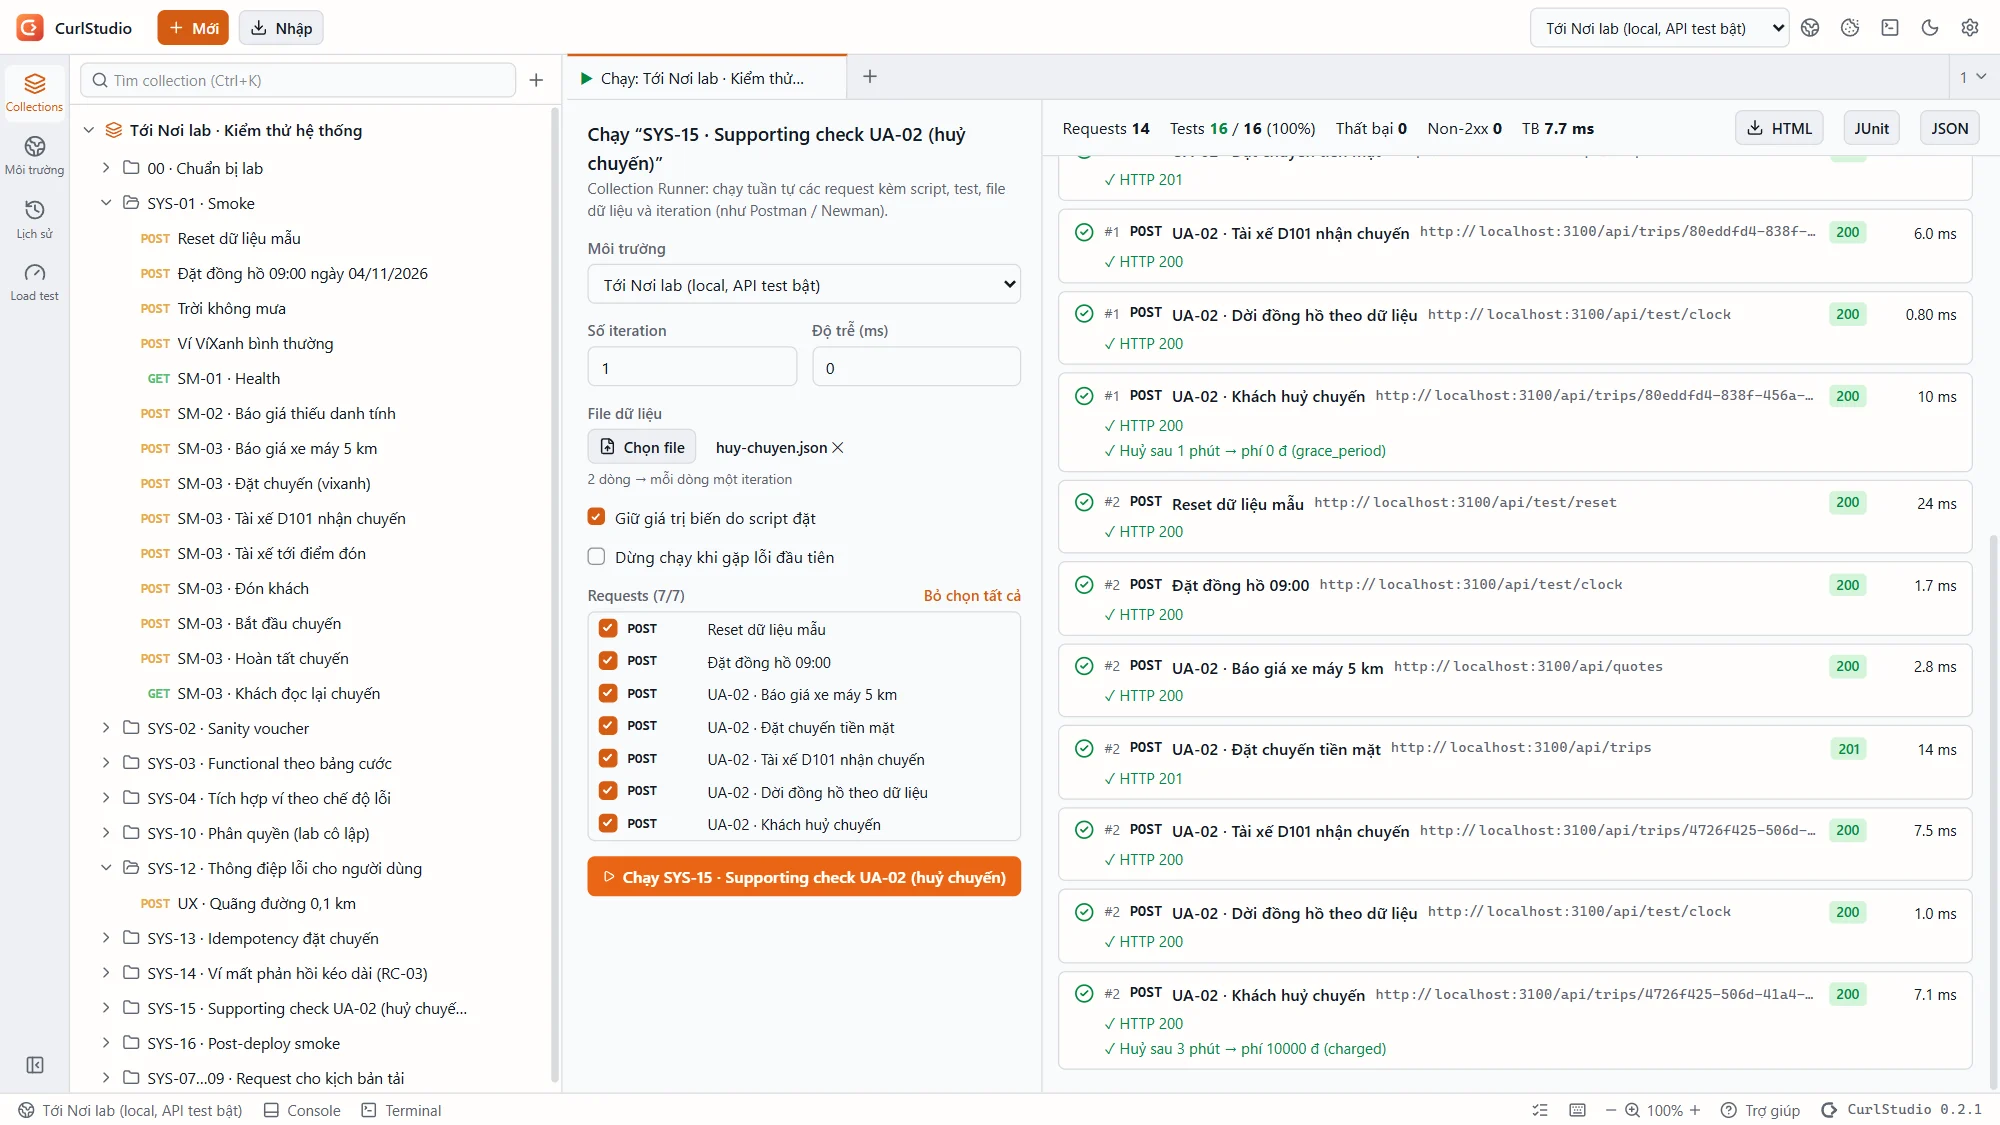 CurlStudio
Mới
Nhập
Tới Nơi lab (local, API test bật)
Collections
Môi trường
Lịch sử
Load test
Tìm collection (Ctrl+K)
Tới Nơi lab · Kiểm thử hệ thống
00 · Chuẩn bị lab
SYS-01 · Smoke
POST Reset dữ liệu mẫu
POST Đặt đồng hồ 09:00 ngày 04/11/2026
POST Trời không mưa
POST Ví VíXanh bình thường
GET SM-01 · Health
POST SM-02 · Báo giá thiếu danh tính
POST SM-03 · Báo giá xe máy 5 km
POST SM-03 · Đặt chuyến (vixanh)
POST SM-03 · Tài xế D101 nhận chuyến
POST SM-03 · Tài xế tới điểm đón
POST SM-03 · Đón khách
POST SM-03 · Bắt đầu chuyến
POST SM-03 · Hoàn tất chuyến
GET SM-03 · Khách đọc lại chuyến
SYS-02 · Sanity voucher
SYS-03 · Functional theo bảng cước
SYS-04 · Tích hợp ví theo chế độ lỗi
SYS-10 · Phân quyền (lab cô lập)
SYS-12 · Thông điệp lỗi cho người dùng
POST UX · Quãng đường 0,1 km
SYS-13 · Idempotency đặt chuyến
SYS-14 · Ví mất phản hồi kéo dài (RC-03)
SYS-15 · Supporting check UA-02 (huỷ chuyế...
SYS-16 · Post-deploy smoke
SYS-07...09 · Request cho kịch bản tải
Chạy: Tới Nơi lab · Kiểm thử...
1
Chạy “SYS-15 · Supporting check UA-02 (huỷ
chuyến)”
Collection Runner: chạy tuần tự các request kèm script, test, file
dữ liệu và iteration (như Postman / Newman).
Môi trường
Tới Nơi lab (local, API test bật)
Số iteration
Độ trễ (ms)
1
0
File dữ liệu
Chọn file
huy-chuyen.json
2 dòng → mỗi dòng một iteration
Giữ giá trị biến do script đặt
Dừng chạy khi gặp lỗi đầu tiên
Requests (7/7)
Bỏ chọn tất cả
POST Reset dữ liệu mẫu
POST Đặt đồng hồ 09:00
POST UA-02 · Báo giá xe máy 5 km
POST UA-02 · Đặt chuyến tiền mặt
POST UA-02 · Tài xế D101 nhận chuyến
POST UA-02 · Dời đồng hồ theo dữ liệu
POST UA-02 · Khách huỷ chuyến
Chạy SYS-15 · Supporting check UA-02 (huỷ chuyến)
Requests 14 Tests 16 / 16 (100%) Thất bại 0 Non-2xx 0 TB 7.7 ms
HTML
JUnit
JSON
✓ HTTP 201
#1 POST UA-02 · Tài xế D101 nhận chuyến http://localhost:3100/api/trips/80eddfd4-838f-… 200 6.0 ms
✓ HTTP 200
#1 POST UA-02 · Dời đồng hồ theo dữ liệu http://localhost:3100/api/test/clock 200 0.80 ms
✓ HTTP 200
#1 POST UA-02 · Khách huỷ chuyến http://localhost:3100/api/trips/80eddfd4-838f-456a-… 200 10 ms
✓ HTTP 200
✓ Huỷ sau 1 phút → phí 0 đ (grace_period)
#2 POST Reset dữ liệu mẫu http://localhost:3100/api/test/reset 200 24 ms
✓ HTTP 200
#2 POST Đặt đồng hồ 09:00 http://localhost:3100/api/test/clock 200 1.7 ms
✓ HTTP 200
#2 POST UA-02 · Báo giá xe máy 5 km http://localhost:3100/api/quotes 200 2.8 ms
✓ HTTP 200
#2 POST UA-02 · Đặt chuyến tiền mặt http://localhost:3100/api/trips 201 14 ms
✓ HTTP 201
#2 POST UA-02 · Tài xế D101 nhận chuyến http://localhost:3100/api/trips/4726f425-506d-… 200 7.5 ms
✓ HTTP 200
#2 POST UA-02 · Dời đồng hồ theo dữ liệu http://localhost:3100/api/test/clock 200 1.0 ms
✓ HTTP 200
#2 POST UA-02 · Khách huỷ chuyến http://localhost:3100/api/trips/4726f425-506d-41a4-… 200 7.1 ms
✓ HTTP 200
✓ Huỷ sau 3 phút → phí 10000 đ (charged)
Tới Nơi lab (local, API test bật)
Console
Terminal
100%
Trợ giúp
CurlStudio 0.2.1